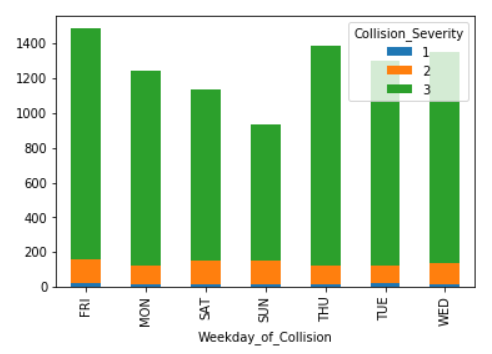 Collision_Severity
1
2
3
1400
1200
1000
800
600
400
200
0
FRI
MON
SAT
SUN
THU
TUE
WED
Weekday_of_Collision